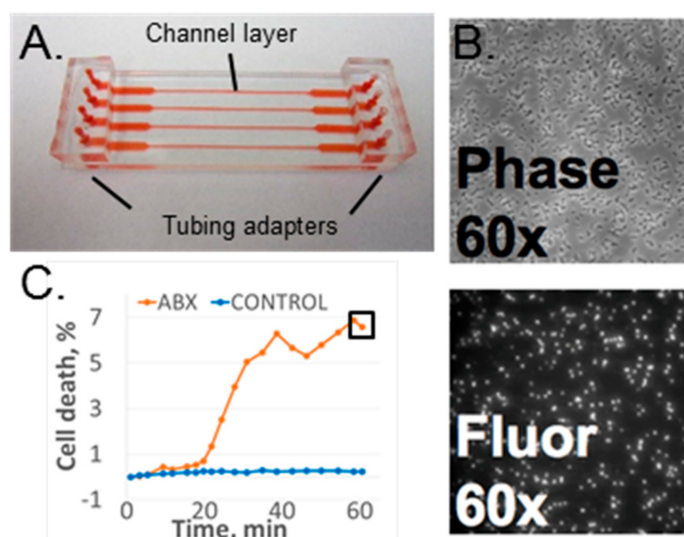 A.
Channel layer
Tubing adapters
B.
Phase
60x
Fluor
60x
C.
ABX CONTROL
Cell death, %
7
5
3
1
-1
0 20 40 60
Time, min